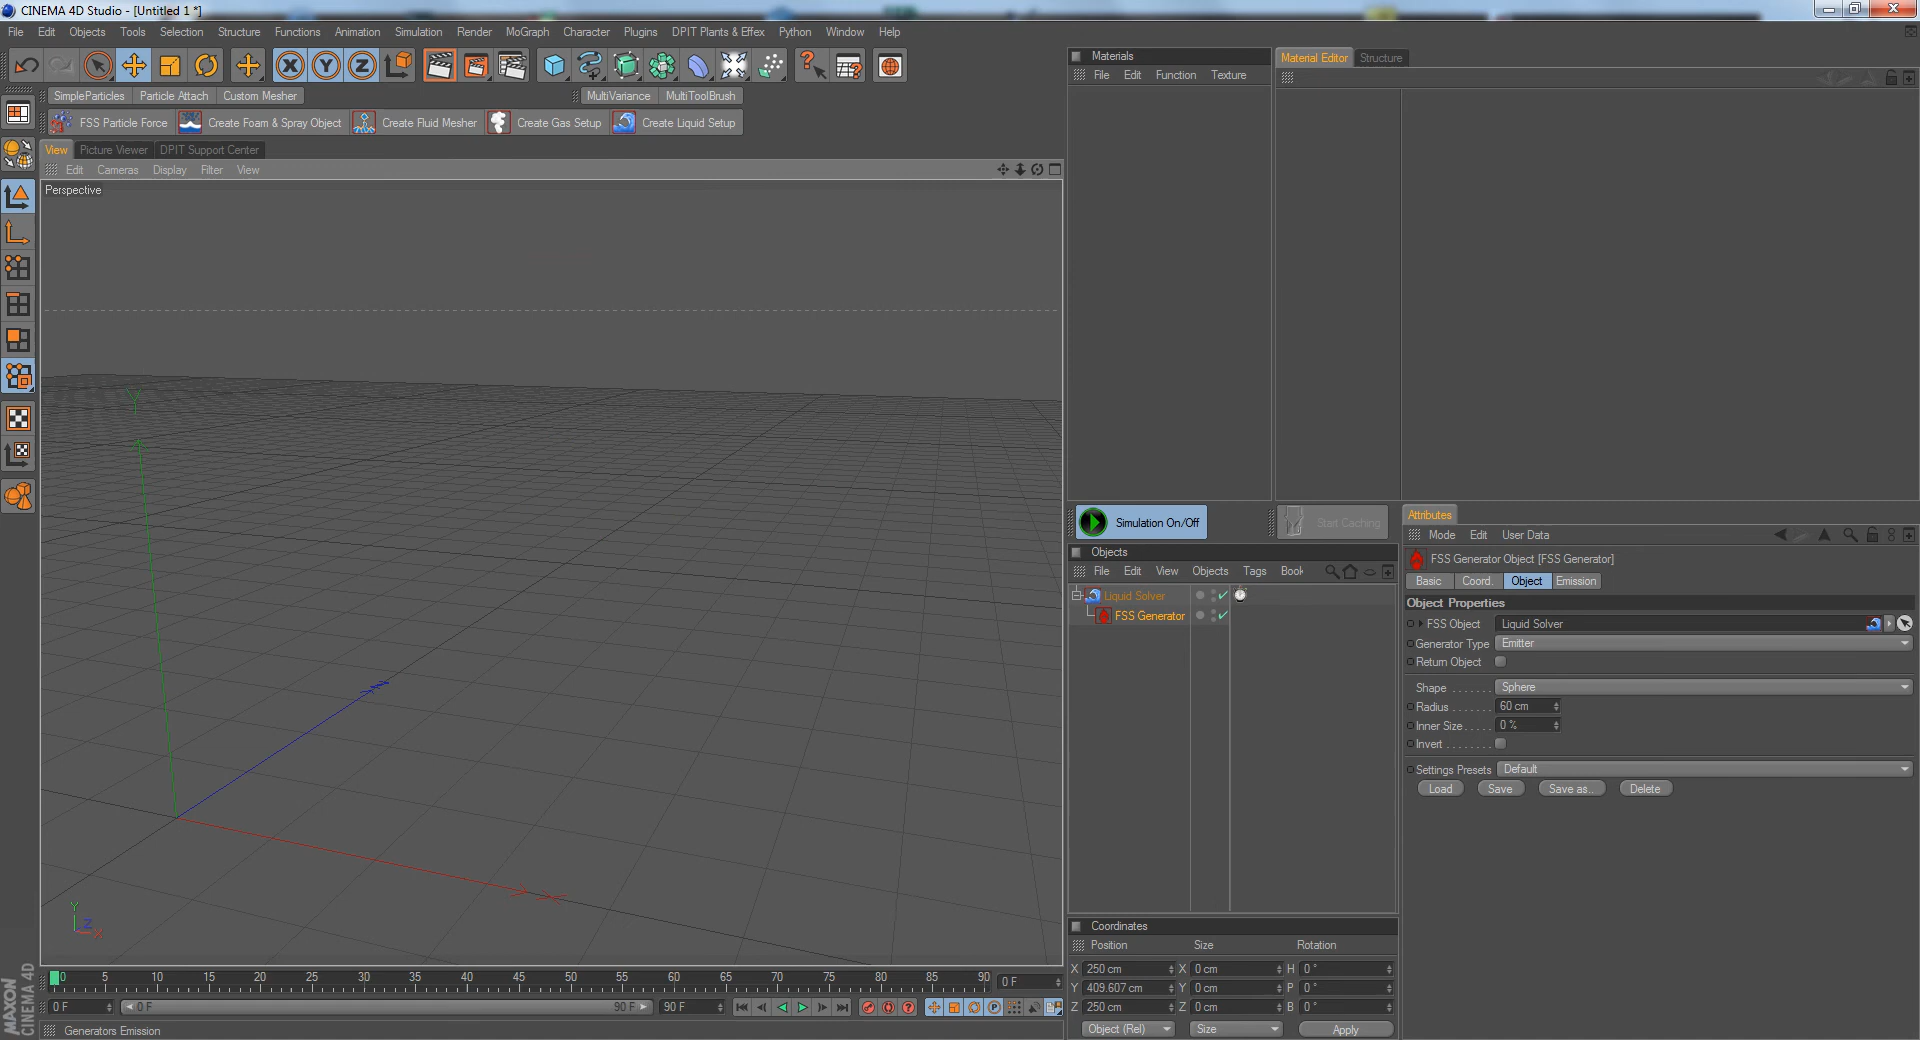 CINEMA 4D Studio - [Untitled 1 *]
File Edit Objects Tools Selection Structure Functions Animation Simulation Render MoGraph Character Plugins DPIT Plants & Effex Python Window Help
SimpleParticles Particle Attach Custom Mesher MultiVariance MultiToolBrush
FSS Particle Force Create Foam & Spray Object Create Fluid Mesher Create Gas Setup Create Liquid Setup
View Picture Viewer DPIT Support Center
Edit Cameras Display Filter View
Perspective
Y
Y
Z
X
Materials
File Edit Function Texture
Material Editor Structure
Simulation On/Off Start Caching
Objects
File Edit View Objects Tags Book
Liquid Solver
FSS Generator
Attributes
Mode Edit User Data
FSS Generator Object [FSS Generator]
Basic Coord. Object Emission
Object Properties
FSS Object Liquid Solver
Generator Type Emitter
Return Object
Shape . . . . . . . Sphere
Radius . . . . . . . 60 cm
Inner Size . . . . . 0 %
Invert . . . . . . . .
Settings Presets Default
Load Save Save as.. Delete
Coordinates
Position Size Rotation
X 250 cm X 0 cm H 0 °
Y 409.607 cm Y 0 cm P 0 °
Z 250 cm Z 0 cm B 0 °
Object (Rel) Size Apply
0 5 10 15 20 25 30 35 40 45 50 55 60 65 70 75 80 85 90 0 F
0 F 0 F 90 F 90 F
Generators Emission
MAXON
CINEMA 4D